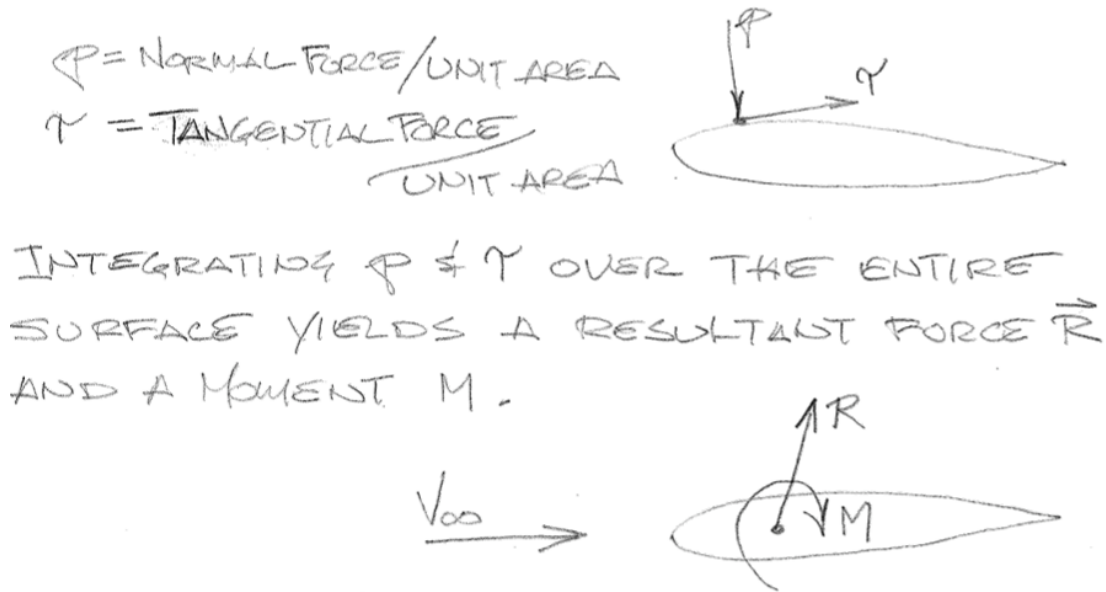 p = NORMAL FORCE/UNIT AREA
p
τ
τ = TANGENTIAL FORCE/
UNIT AREA
INTEGRATING p & τ OVER THE ENTIRE
SURFACE YIELDS A RESULTANT FORCE R⃗
AND A MOMENT M.
R
V∞
M